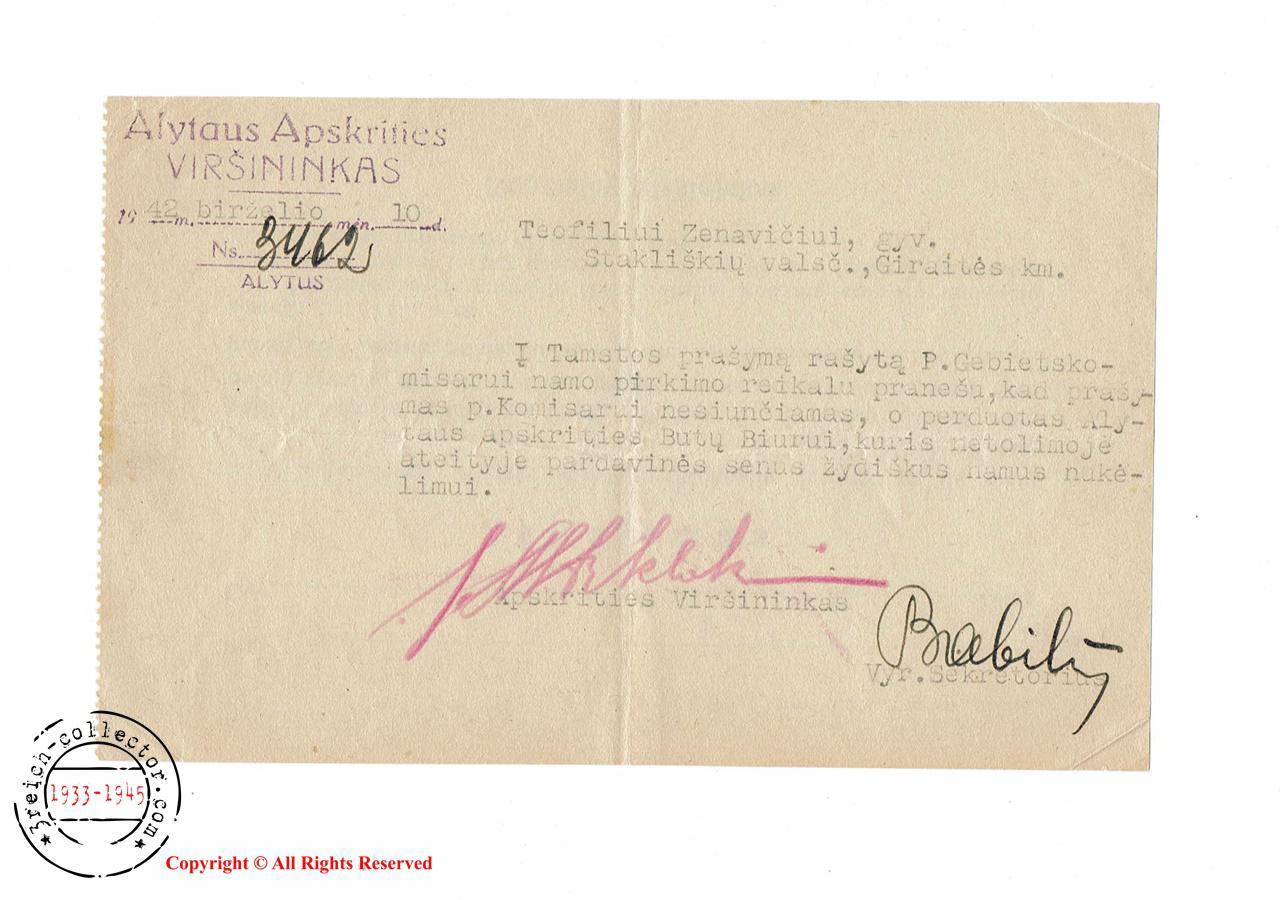 Alytaus Apskrities
VIRŠININKAS
19 42 m. birželio mėn. 10 d.
Ns. 3462
ALYTUS
Teofiliui Zenavičiui, gyv.
Stakliškių valsč.,Giraitės km.
Į Tamstos prašymą rašytą P.Gebietsko-
misarui namo pirkimo reikalu pranešu,kad prašy-
mas p.Komisarui nesiunčiamas, o perduotas Aly-
taus apskrities Butų Biurui,kuris netolimoje
ateityje pardavinės senus žydiškus namus nukė-
limui.
Apskrities Viršininkas
Vyr.Sekretorius
3reich-collector.com
1933-1945
Copyright © All Rights Reserved